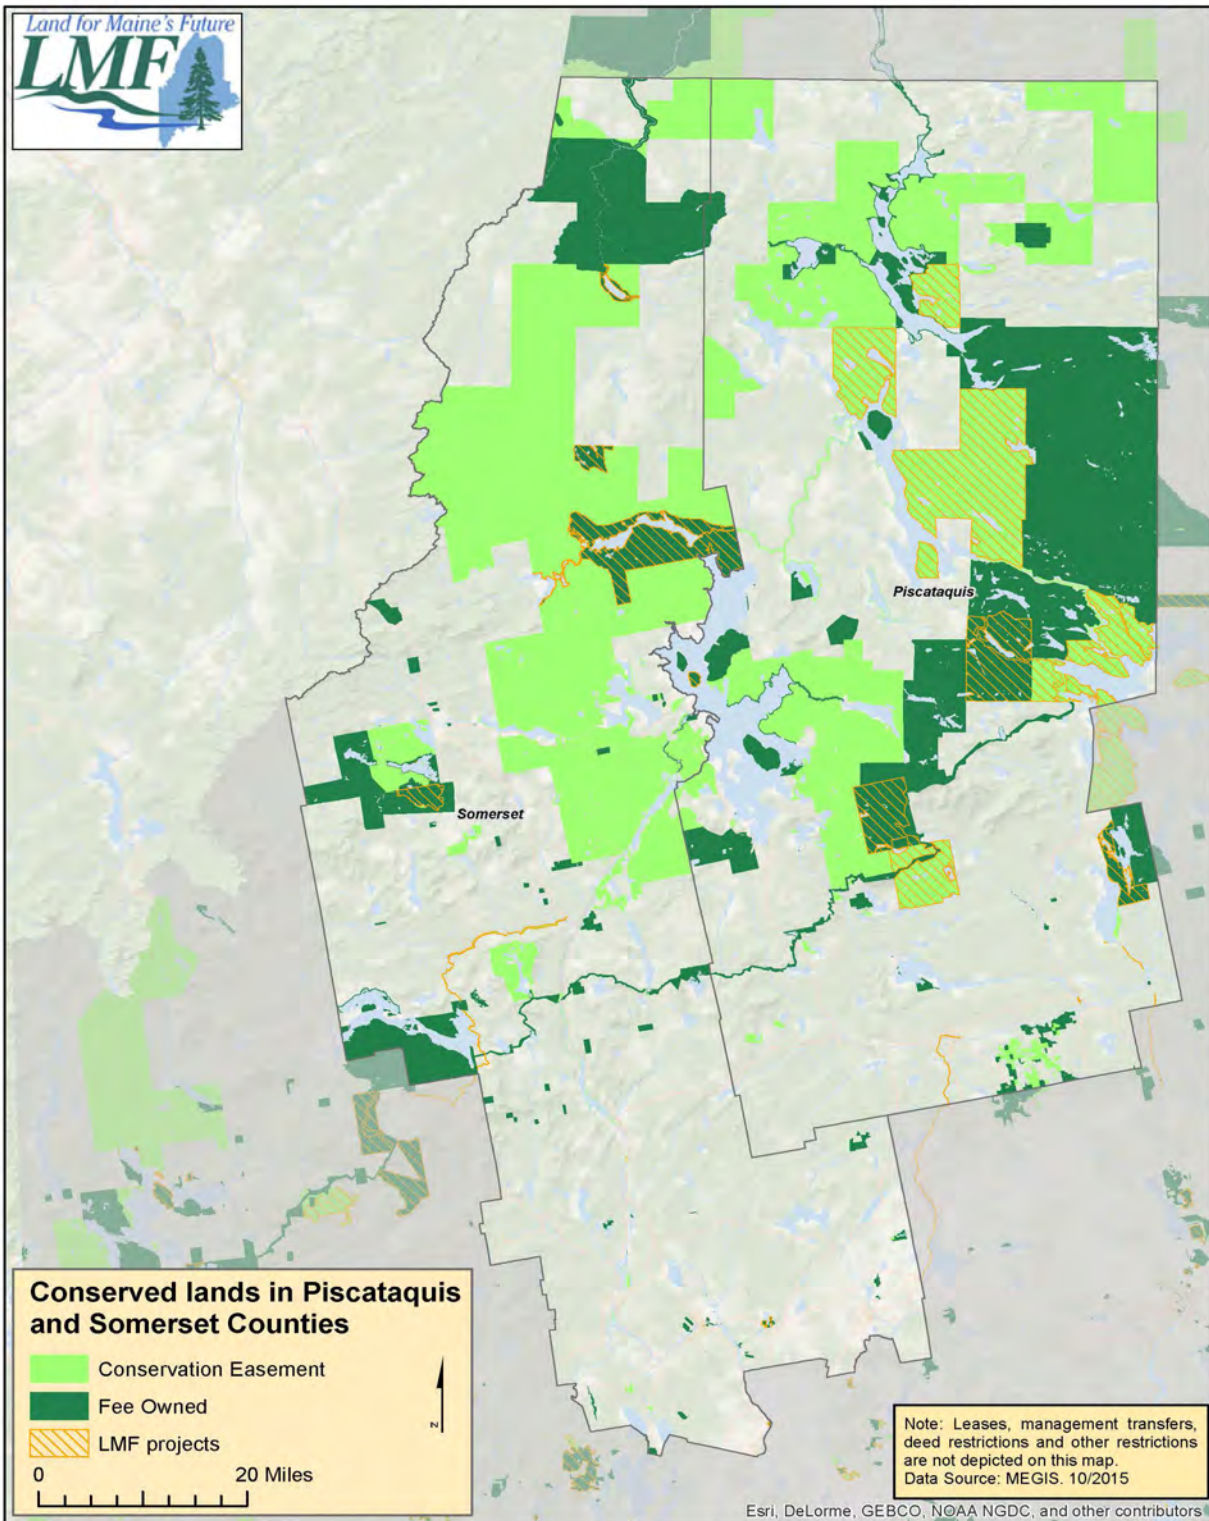 Land for Maine's Future
LMF
Piscataquis
Somerset
Conserved lands in Piscataquis
and Somerset Counties
Conservation Easement
Fee Owned
LMF projects
N
0 20 Miles
Note: Leases, management transfers,
deed restrictions and other restrictions
are not depicted on this map.
Data Source: MEGIS. 10/2015
Esri, DeLorme, GEBCO, NOAA NGDC, and other contributors